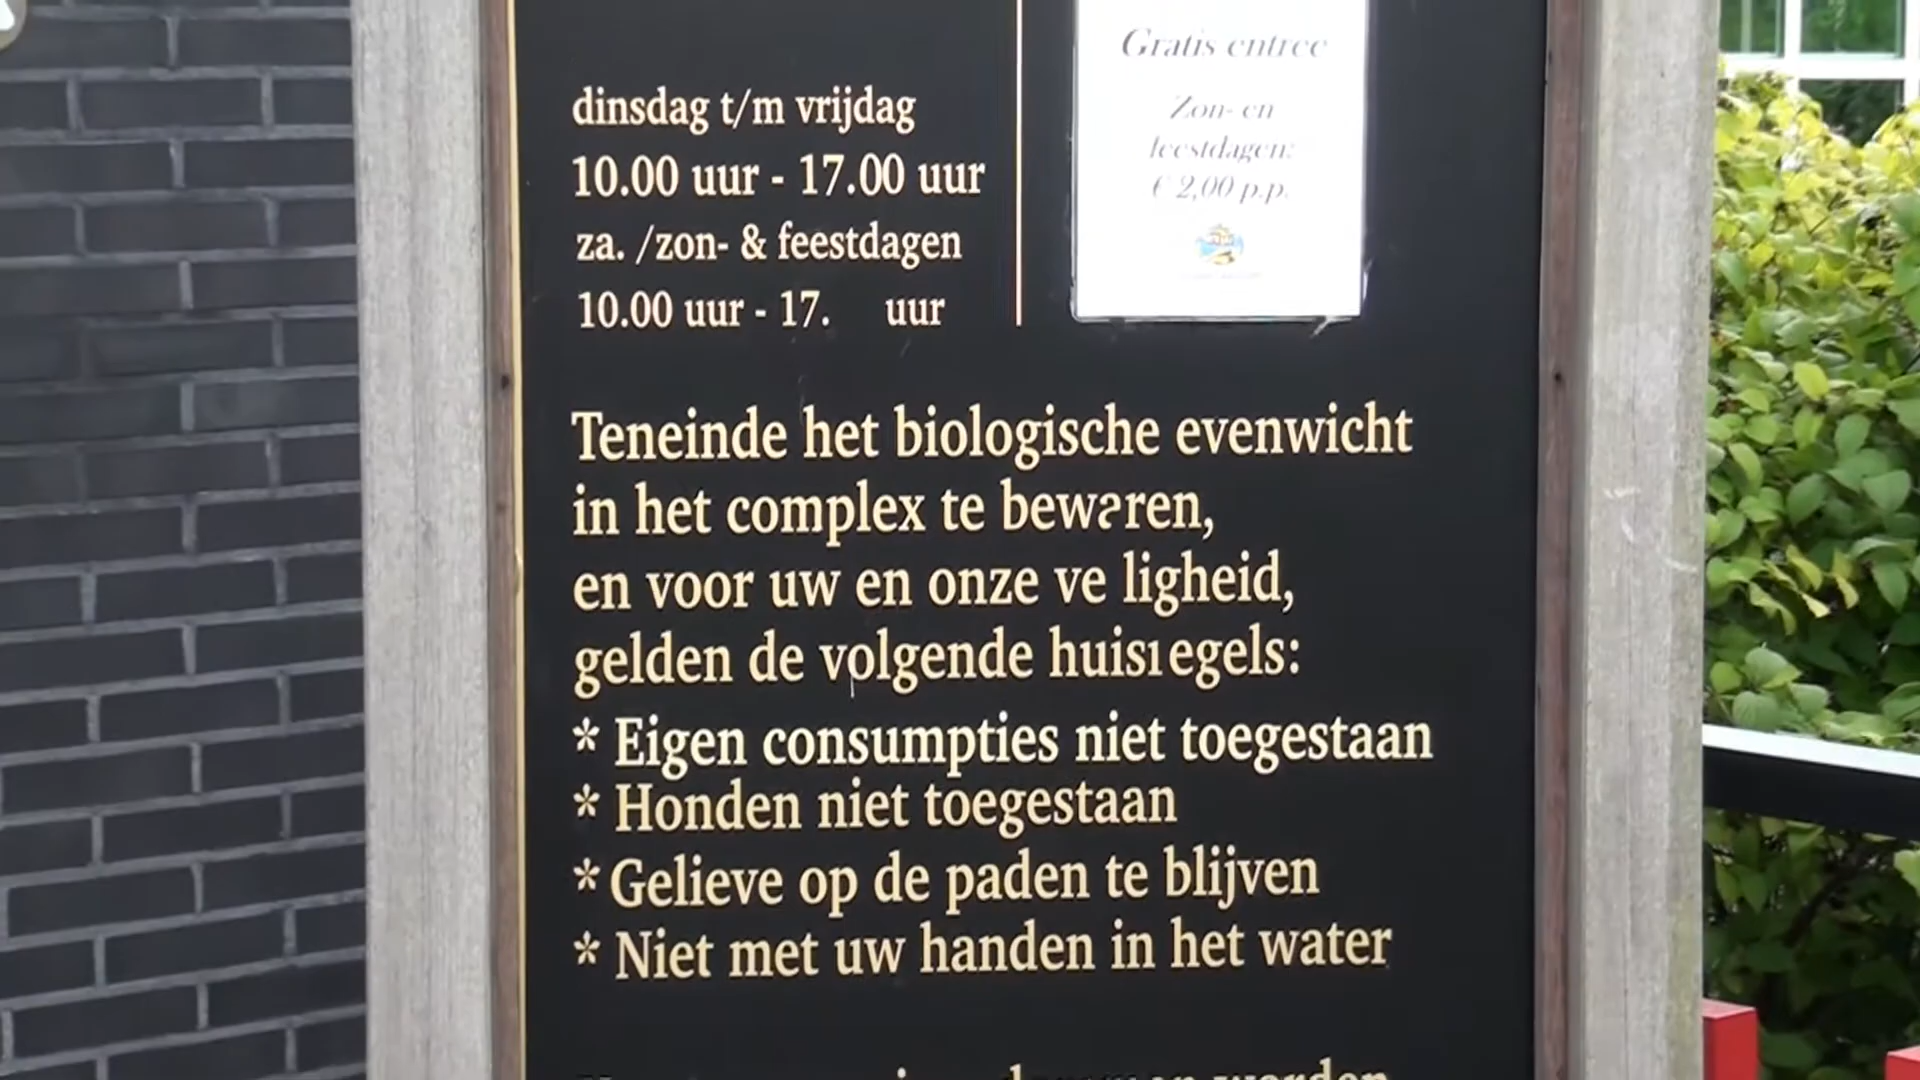 dinsdag t/m vrijdag
10.00 uur - 17.00 uur
za. /zon- & feestdagen
10.00 uur - 17. uur
Gratis entree
Zon- en
feestdagen:
€ 2,00 p.p.
Teneinde het biologische evenwicht
in het complex te bewaren,
en voor uw en onze ve ligheid,
gelden de volgende huisregels:
* Eigen consumpties niet toegestaan
* Honden niet toegestaan
* Gelieve op de paden te blijven
* Niet met uw handen in het water
worden